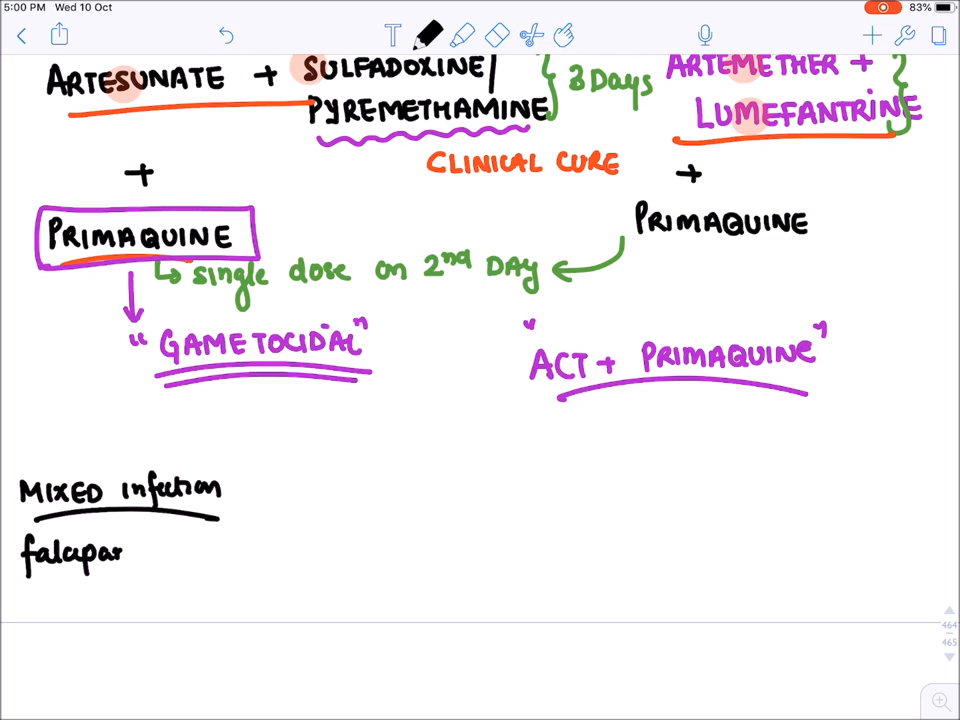 5:00 PM Wed 10 Oct 83%
ARTESUNATE + SULFADOXINE/ } 3 Days ARTEMETHER + }
PYREMETHAMINE LUMEFANTRINE
CLINICAL CURE
+ +
PRIMAQUINE PRIMAQUINE
↳ single dose on 2nd DAY ←
"GAMETOCIDAL" "ACT + PRIMAQUINE"
MIXED infection
falcipar
464
465